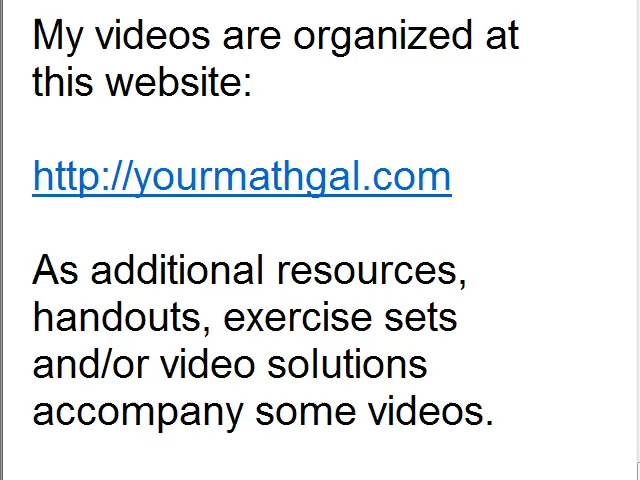 My videos are organized at
this website:
http://yourmathgal.com
As additional resources,
handouts, exercise sets
and/or video solutions
accompany some videos.